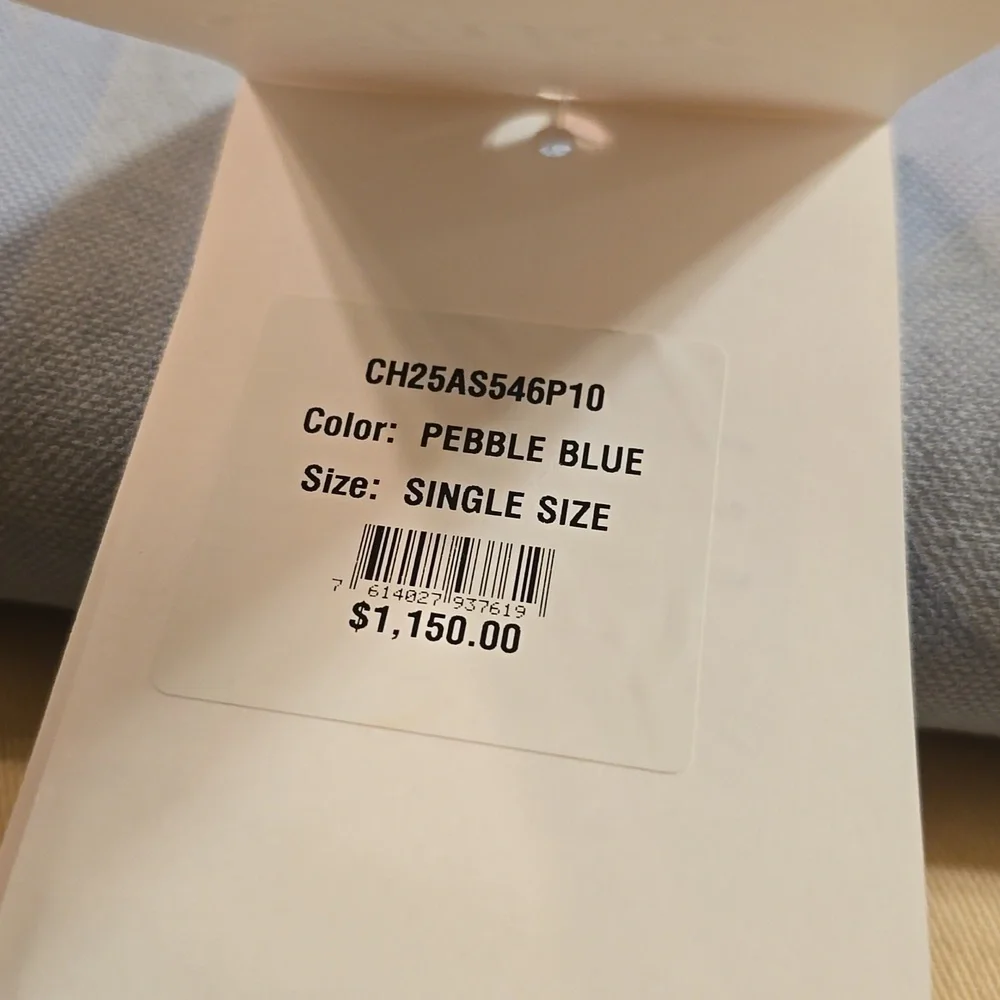 CH25AS546P10
Color: PEBBLE BLUE
Size: SINGLE SIZE
7 614027 937619
$1,150.00